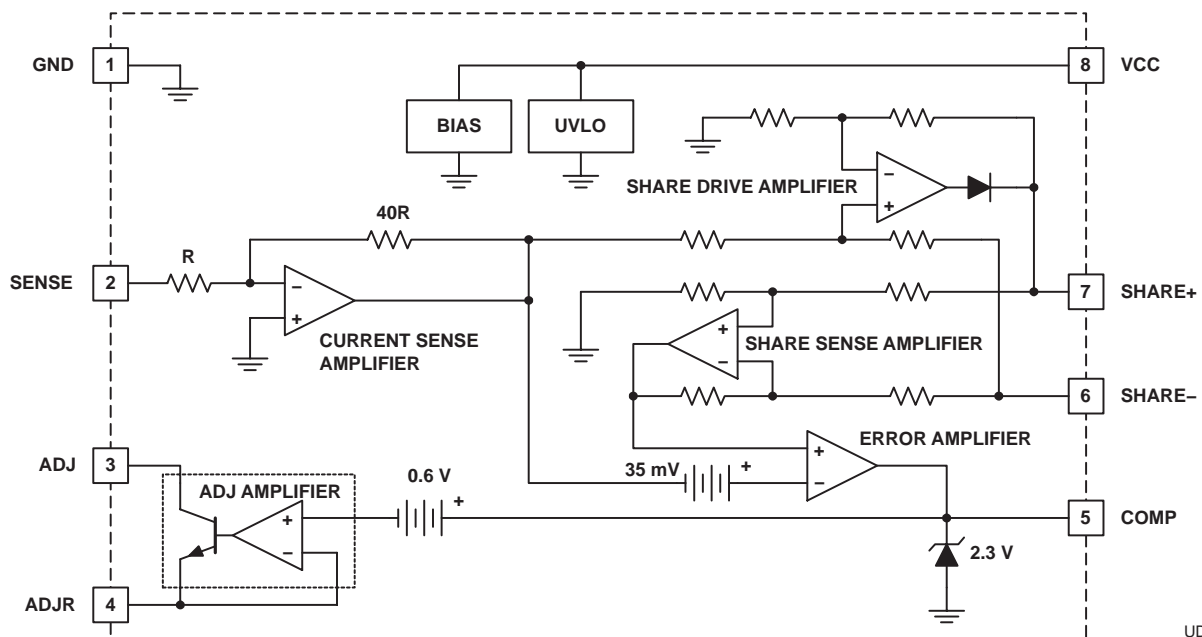 GND
1
8
VCC
BIAS
UVLO
SHARE DRIVE AMPLIFIER
−
+
40R
R
SENSE
2
−
+
CURRENT SENSE
AMPLIFIER
7
SHARE+
+
−
SHARE SENSE AMPLIFIER
6
SHARE−
ERROR AMPLIFIER
ADJ
3
ADJ AMPLIFIER
+
−
0.6 V
+
35 mV
+
+
−
5
COMP
2.3 V
ADJR
4
UD